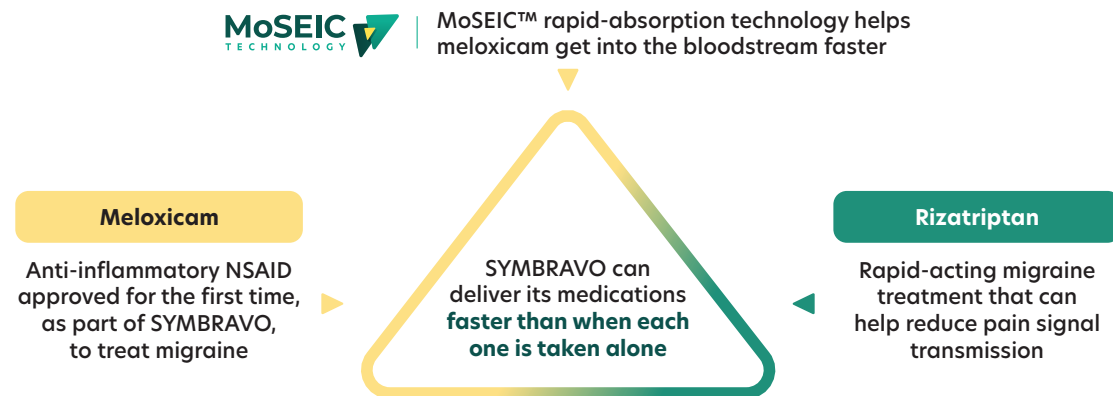 MoSEIC
TECHNOLOGY
MoSEIC™ rapid-absorption technology helps
meloxicam get into the bloodstream faster
Meloxicam
Anti-inflammatory NSAID
approved for the first time,
as part of SYMBRAVO,
to treat migraine
SYMBRAVO can
deliver its medications
faster than when each
one is taken alone
Rizatriptan
Rapid-acting migraine
treatment that can
help reduce pain signal
transmission